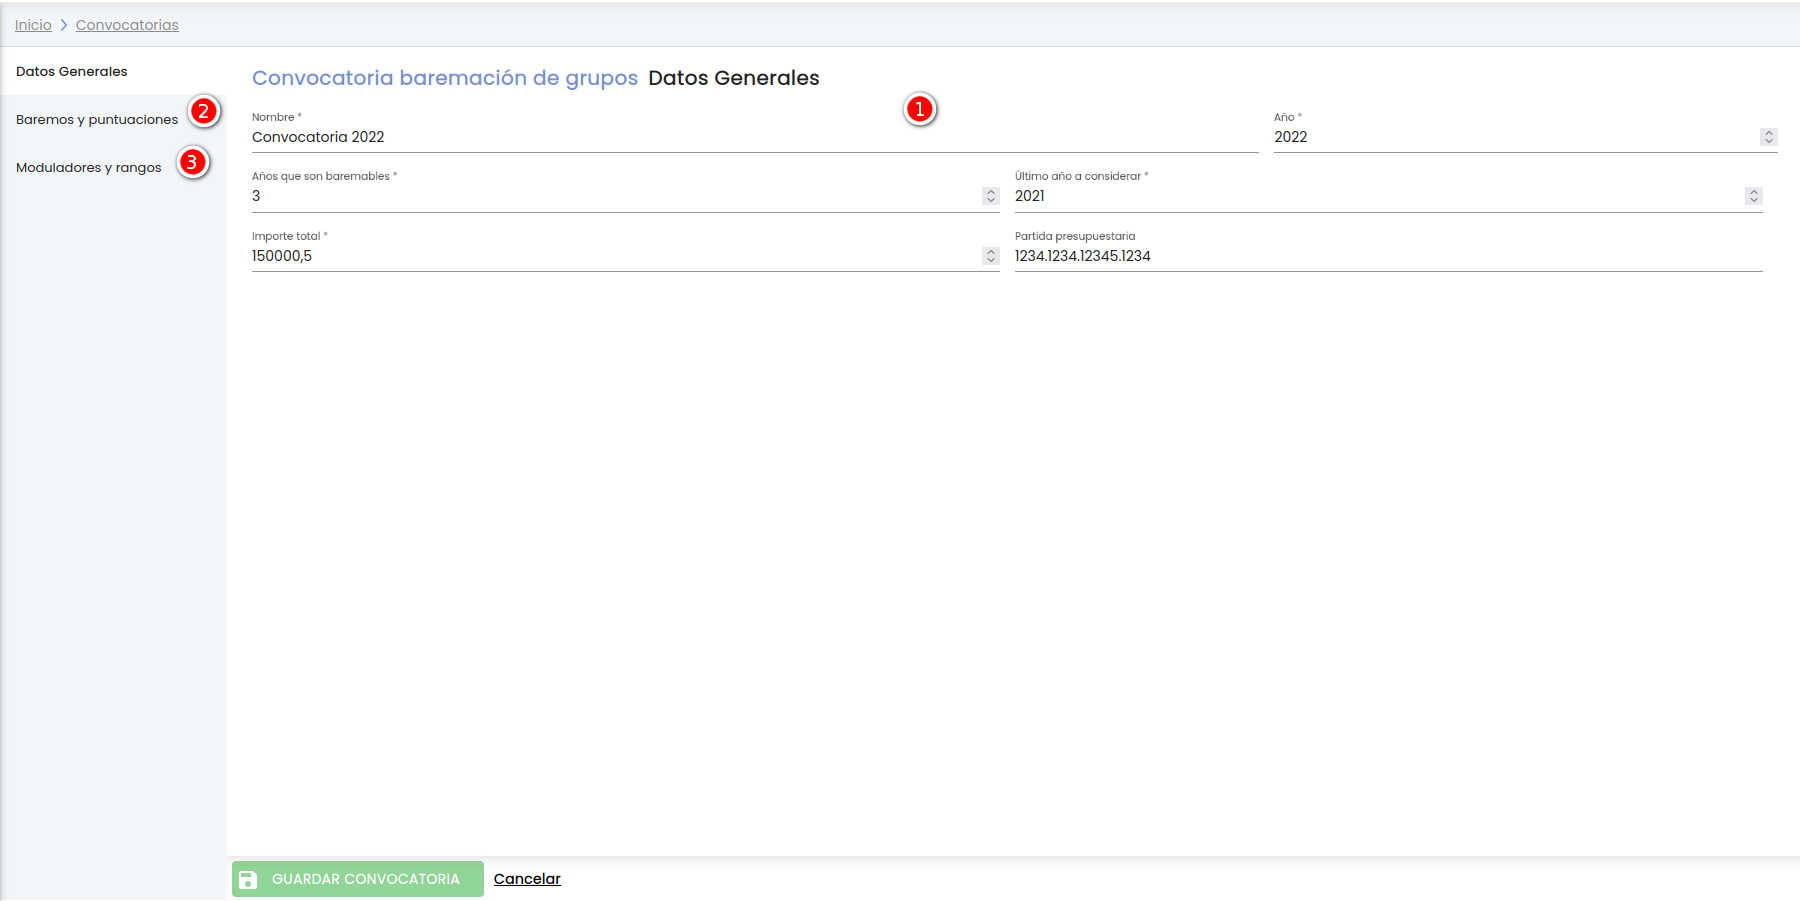 Inicio > Convocatorias
Datos Generales
Baremos y puntuaciones 2
Moduladores y rangos 3
Convocatoria baremación de grupos Datos Generales
1
Nombre * Año *
Convocatoria 2022 2022
Años que son baremables * Último año a considerar *
3 2021
Importe total * Partida presupuestaria
150000,5 1234.1234.12345.1234
GUARDAR CONVOCATORIA Cancelar